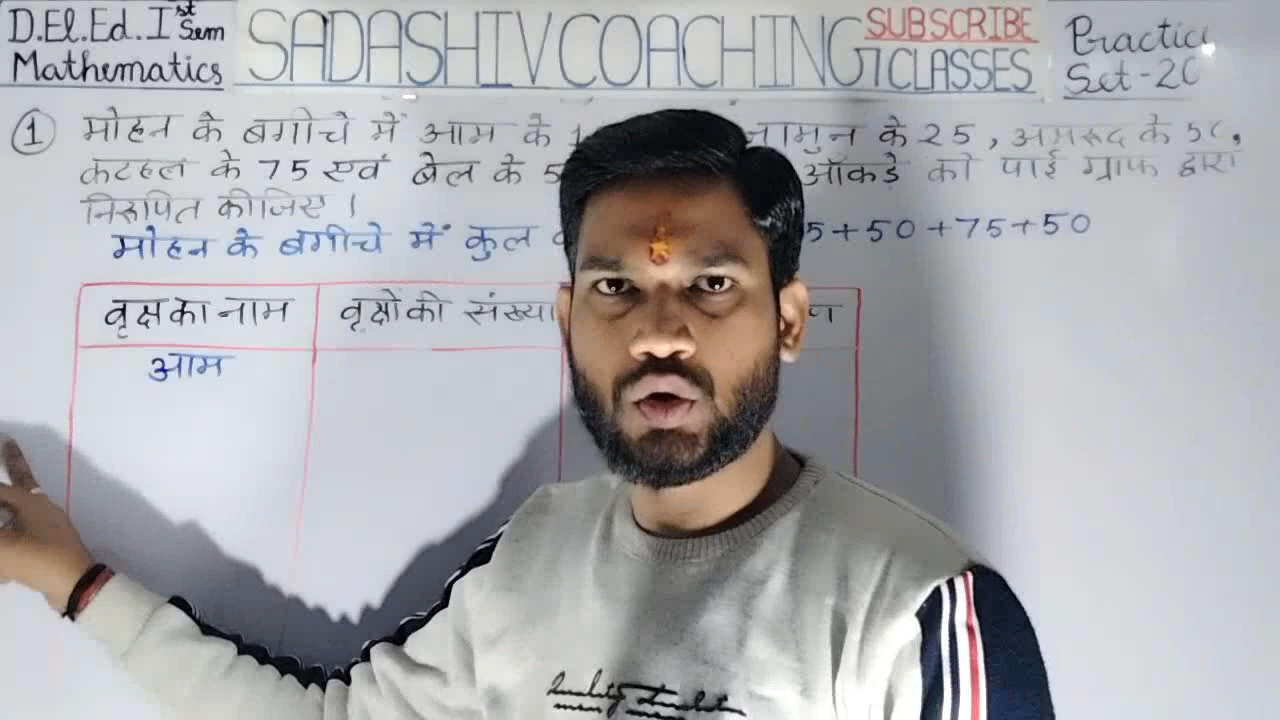 D.El.Ed. Ist Sem
Mathematics
SADASHIV COACHING
SUBSCRIBE
CLASSES
Practice
Set-20
① मोहन के बगीचे में आम के जामुन के 25, अमरूद के 50,
कटहल के 75 एवं बेल के 5 आँकड़े को पाई ग्राफ द्वारा
निरूपित कीजिए।
मोहन के बगीचे में कुल 5+50+75+50
वृक्ष का नाम वृक्षों की संख्या
आम